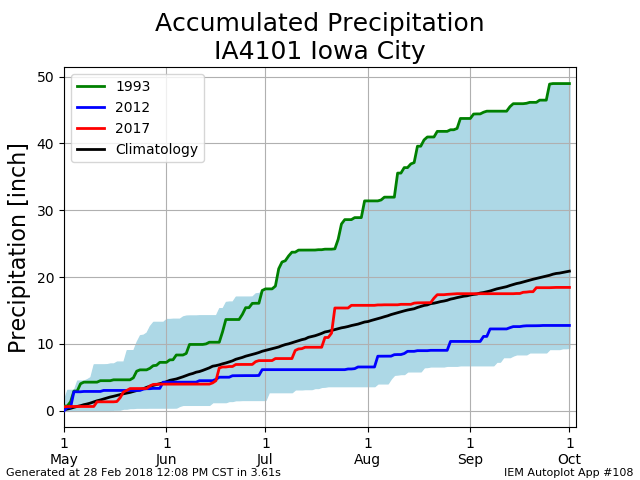 Accumulated Precipitation
IA4101 Iowa City
Precipitation [inch]
50
40
30
20
10
0
1993
2012
2017
Climatology
1 1 1 1 1 1
May Jun Jul Aug Sep Oct
Generated at 28 Feb 2018 12:08 PM CST in 3.61s
IEM Autoplot App #108